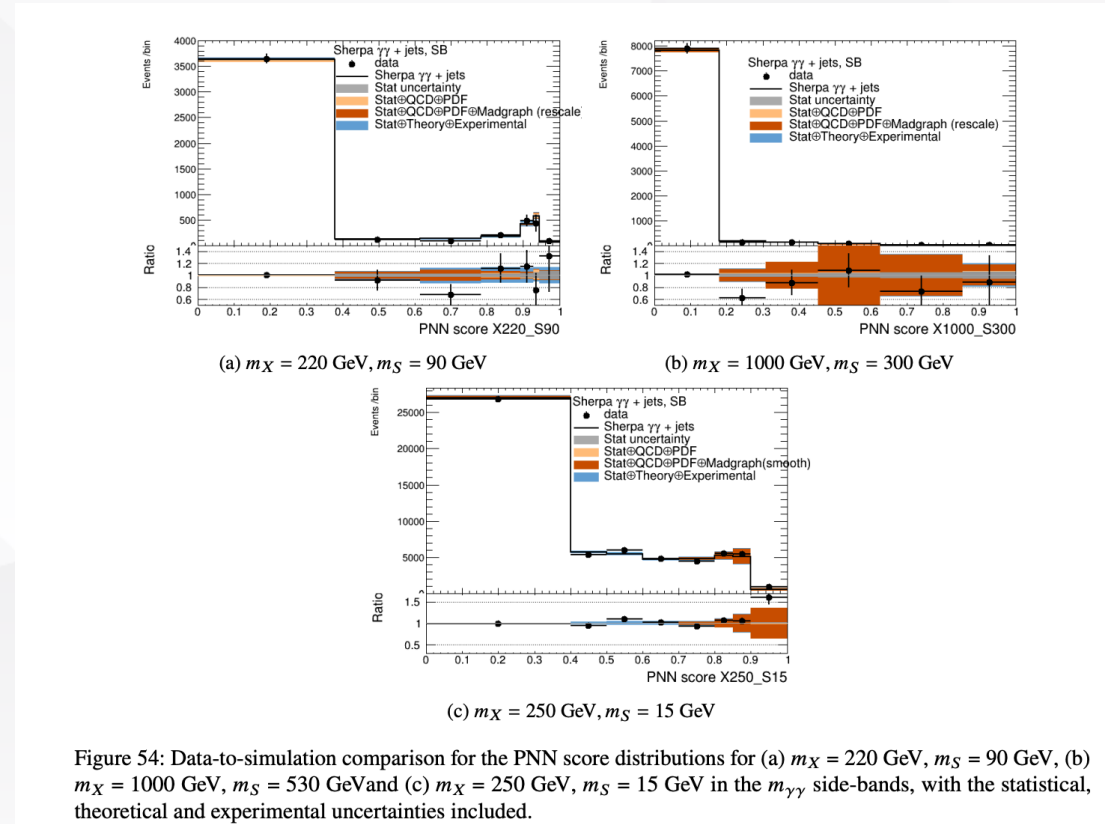 Events /bin
4000
3500
3000
2500
2000
1500
1000
500
Sherpa γγ + jets, SB
data
Sherpa γγ + jets
Stat uncertainty
Stat⊕QCD⊕PDF
Stat⊕QCD⊕PDF⊕Madgraph (rescale
Stat⊕Theory⊕Experimental
Ratio
1.4
1.2
1
0.8
0.6
0 0.1 0.2 0.3 0.4 0.5 0.6 0.7 0.8 0.9 1
PNN score X220_S90
(a) mX = 220 GeV, mS = 90 GeV
Events /bin
8000
7000
6000
5000
4000
3000
2000
1000
Sherpa γγ + jets, SB
data
Sherpa γγ + jets
Stat uncertainty
Stat⊕QCD⊕PDF
Stat⊕QCD⊕PDF⊕Madgraph (rescale)
Stat⊕Theory⊕Experimental
Ratio
1.4
1.2
1
0.8
0.6
0 0.1 0.2 0.3 0.4 0.5 0.6 0.7 0.8 0.9 1
PNN score X1000_S300
(b) mX = 1000 GeV, mS = 300 GeV
Events /bin
25000
20000
15000
10000
5000
Sherpa γγ + jets, SB
data
Sherpa γγ + jets
Stat uncertainty
Stat⊕QCD⊕PDF
Stat⊕QCD⊕PDF⊕Madgraph(smooth)
Stat⊕Theory⊕Experimental
Ratio
1.5
1
0.5
0 0.1 0.2 0.3 0.4 0.5 0.6 0.7 0.8 0.9 1
PNN score X250_S15
(c) mX = 250 GeV, mS = 15 GeV
Figure 54: Data-to-simulation comparison for the PNN score distributions for (a) mX = 220 GeV, mS = 90 GeV, (b)
mX = 1000 GeV, mS = 530 GeVand (c) mX = 250 GeV, mS = 15 GeV in the mγγ side-bands, with the statistical,
theoretical and experimental uncertainties included.